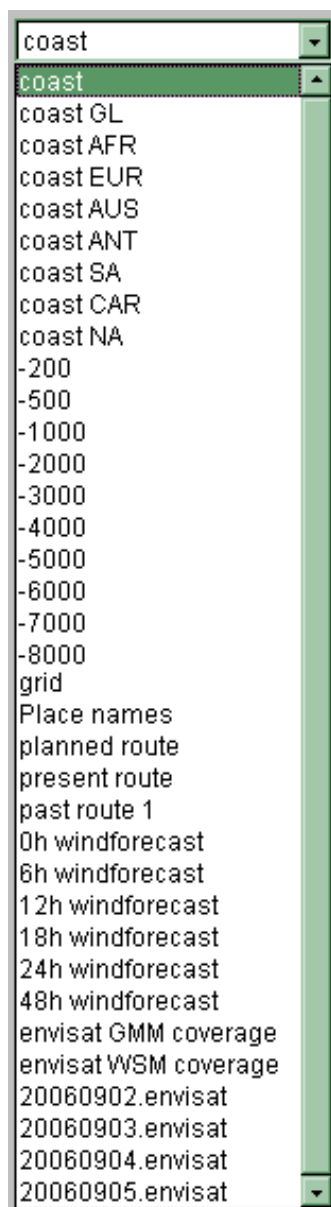 coast
coast
coast GL
coast AFR
coast EUR
coast AUS
coast ANT
coast SA
coast CAR
coast NA
-200
-500
-1000
-2000
-3000
-4000
-5000
-6000
-7000
-8000
grid
Place names
planned route
present route
past route 1
0h windforecast
6h windforecast
12h windforecast
18h windforecast
24h windforecast
48h windforecast
envisat GMM coverage
envisat WSM coverage
20060902.envisat
20060903.envisat
20060904.envisat
20060905.envisat